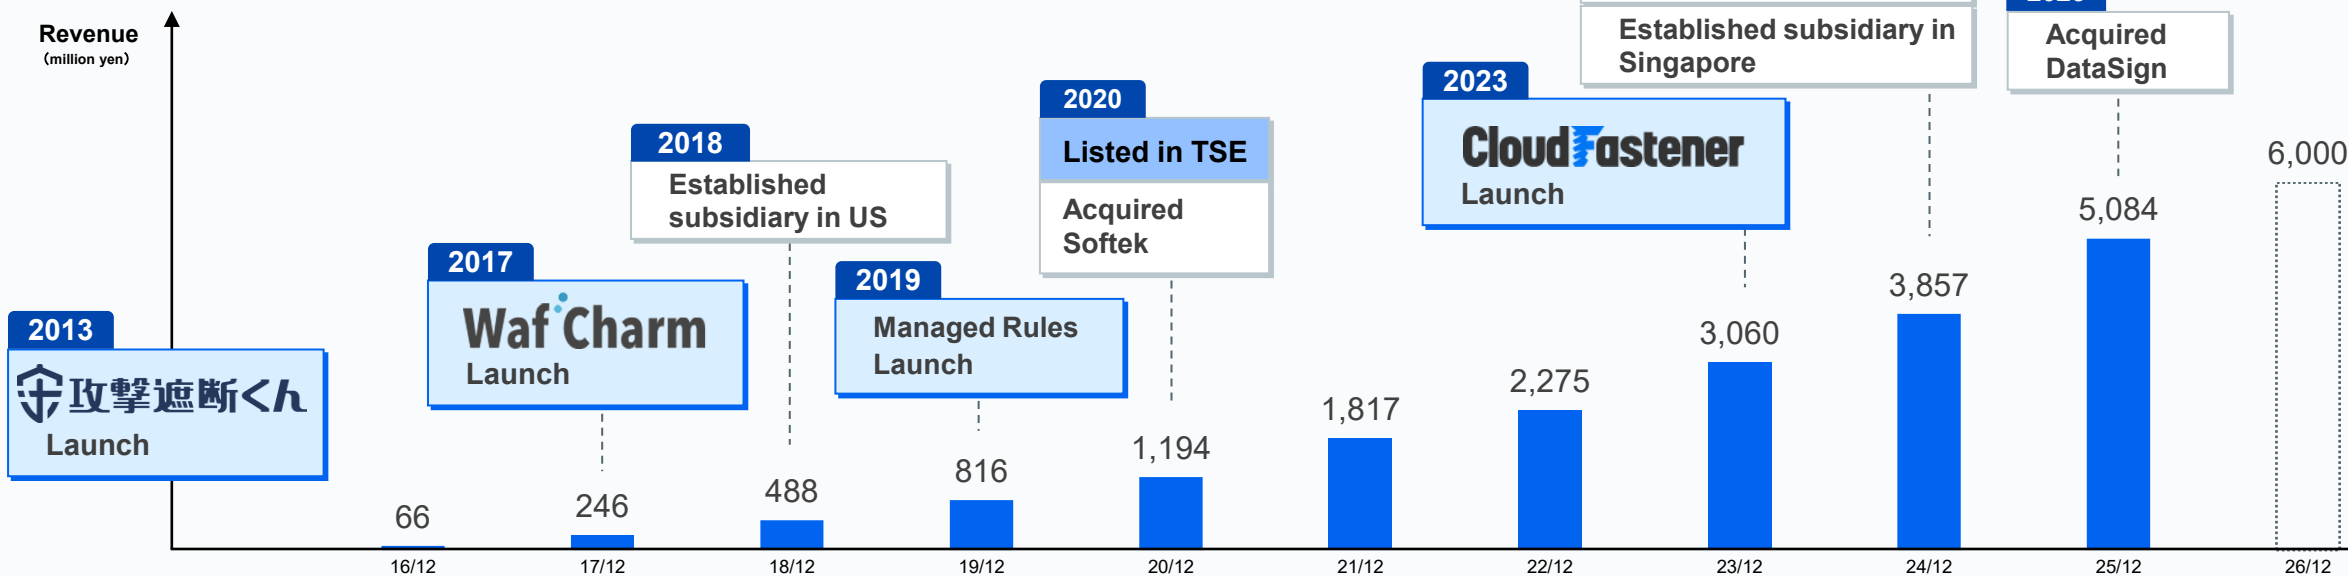 Revenue
（million yen）
2013
攻撃遮断くん
Launch
2017
WafCharm
Launch
2018
Established
subsidiary in US
2019
Managed Rules
Launch
2020
Listed in TSE
Acquired
Softek
2023
CloudFastener
Launch
Established subsidiary in
Singapore
Acquired
DataSign
66
246
488
816
1,194
1,817
2,275
3,060
3,857
5,084
6,000
16/12
17/12
18/12
19/12
20/12
21/12
22/12
23/12
24/12
25/12
26/12